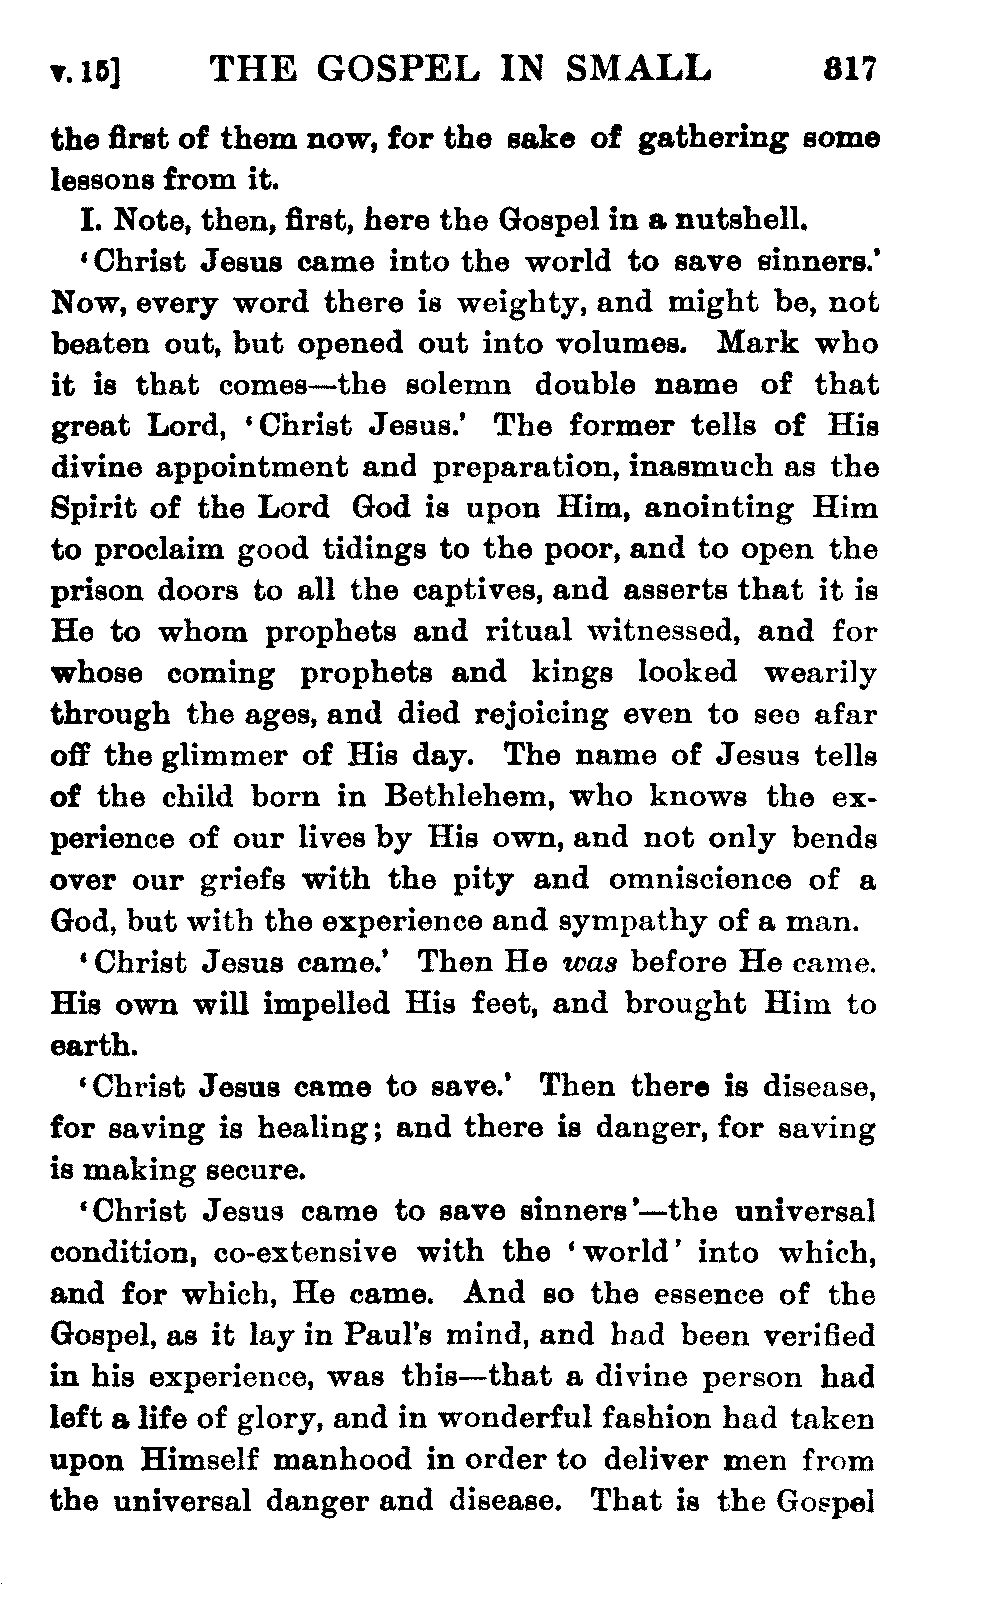 v. 15] THE GOSPEL IN SMALL 317
the first of them now, for the sake of gathering some
lessons from it.
I. Note, then, first, here the Gospel in a nutshell.
‘Christ Jesus came into the world to save sinners.’
Now, every word there is weighty, and might be, not
beaten out, but opened out into volumes. Mark who
it is that comes—the solemn double name of that
great Lord, ‘Christ Jesus.’ The former tells of His
divine appointment and preparation, inasmuch as the
Spirit of the Lord God is upon Him, anointing Him
to proclaim good tidings to the poor, and to open the
prison doors to all the captives, and asserts that it is
He to whom prophets and ritual witnessed, and for
whose coming prophets and kings looked wearily
through the ages, and died rejoicing even to see afar
off the glimmer of His day. The name of Jesus tells
of the child born in Bethlehem, who knows the ex-
perience of our lives by His own, and not only bends
over our griefs with the pity and omniscience of a
God, but with the experience and sympathy of a man.
‘Christ Jesus came.’ Then He was before He came.
His own will impelled His feet, and brought Him to
earth.
‘Christ Jesus came to save.’ Then there is disease,
for saving is healing; and there is danger, for saving
is making secure.
‘Christ Jesus came to save sinners’—the universal
condition, co-extensive with the ‘world’ into which,
and for which, He came. And so the essence of the
Gospel, as it lay in Paul’s mind, and had been verified
in his experience, was this—that a divine person had
left a life of glory, and in wonderful fashion had taken
upon Himself manhood in order to deliver men from
the universal danger and disease. That is the Gospel